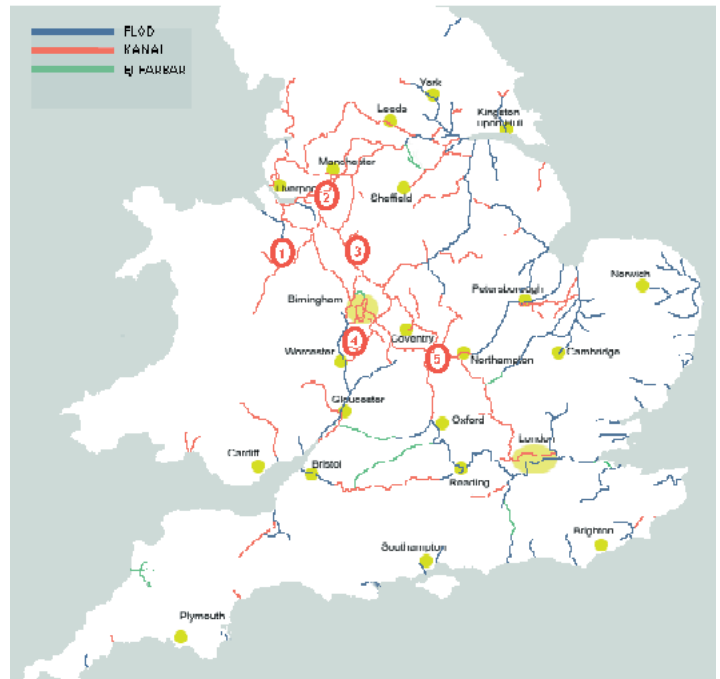 FLOD
KANAL
EJ FARBAR
York
Leeds
Kingston
upon Hull
Manchester
Liverpool
2
Sheffield
1
3
Norwich
Petersborough
Birmingham
4
Coventry
5
Worcester
Northampton
Cambridge
Gloucester
Oxford
London
Cardiff
Bristol
Reading
Brighton
Southampton
Plymouth